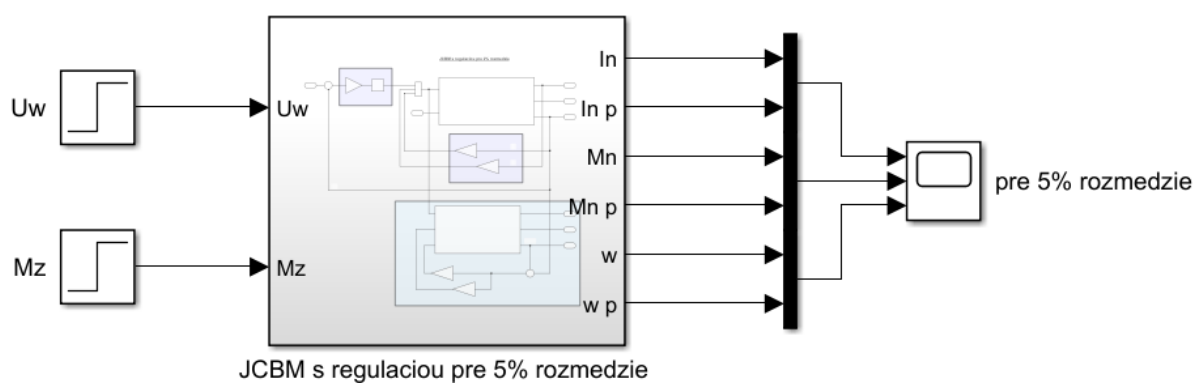 Uw
Mz
Uw
Mz
In
In p
Mn
Mn p
w
w p
pre 5% rozmedzie
JCBM s regulaciou pre 5% rozmedzie